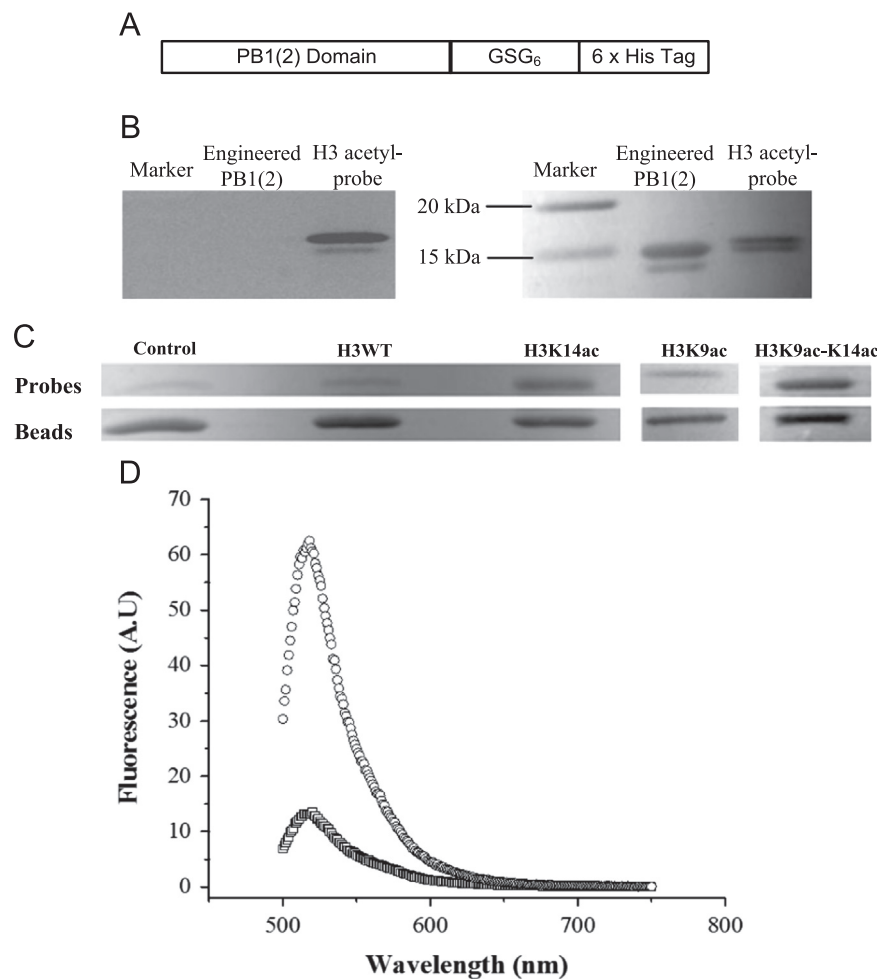 A
PB1(2) Domain GSG₆ 6 x His Tag
B
Marker Engineered PB1(2) H3 acetyl-probe
Marker Engineered PB1(2) H3 acetyl-probe
20 kDa
15 kDa
C
Control H3WT H3K14ac H3K9ac H3K9ac-K14ac
Probes
Beads
D
Fluorescence (A.U)
70
60
50
40
30
20
10
0
500 600 700 800
Wavelength (nm)